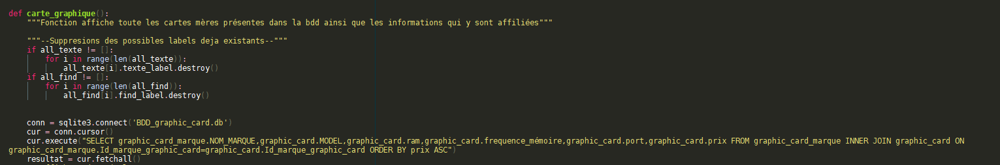 def carte_graphique():
"""Fonction affiche toute les cartes mères présentes dans la bdd ainsi que les informations qui y sont affiliées"""
"""--Suppresions des possibles labels deja existants--"""
if all_texte != []:
for i in range(len(all_texte)):
all_texte[i].texte_label.destroy()
if all_find != []:
for i in range(len(all_find)):
all_find[i].find_label.destroy()
conn = sqlite3.connect('BDD_graphic_card.db')
cur = conn.cursor()
cur.execute("SELECT graphic_card_marque.NOM_MARQUE,graphic_card.MODEL,graphic_card.ram,graphic_card.frequence_mémoire,graphic_card.port,graphic_card.prix FROM graphic_card_marque INNER JOIN graphic_card ON
graphic_card_marque.Id_marque_graphic_card=graphic_card.Id_marque_graphic_card ORDER BY prix ASC")
resultat = cur.fetchall()